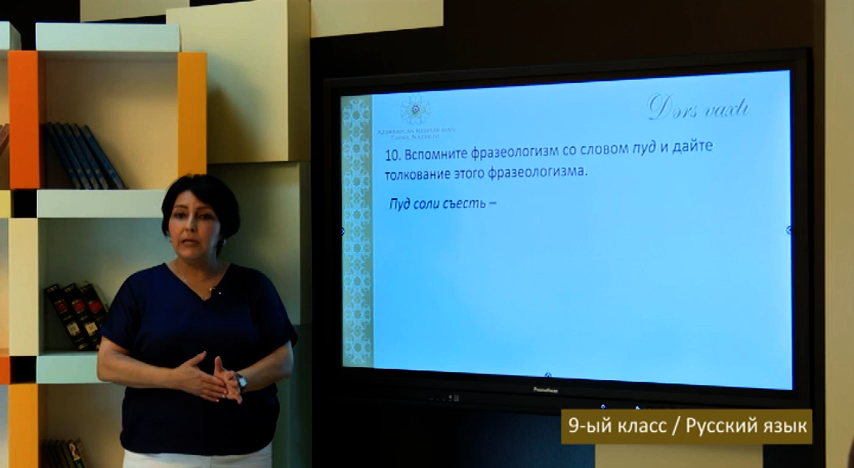 Dərs vaxtı
10. Вспомните фразеологизм со словом пуд и дайте
толкование этого фразеологизма.
Пуд соли съесть –
9-ый класс / Русский язык